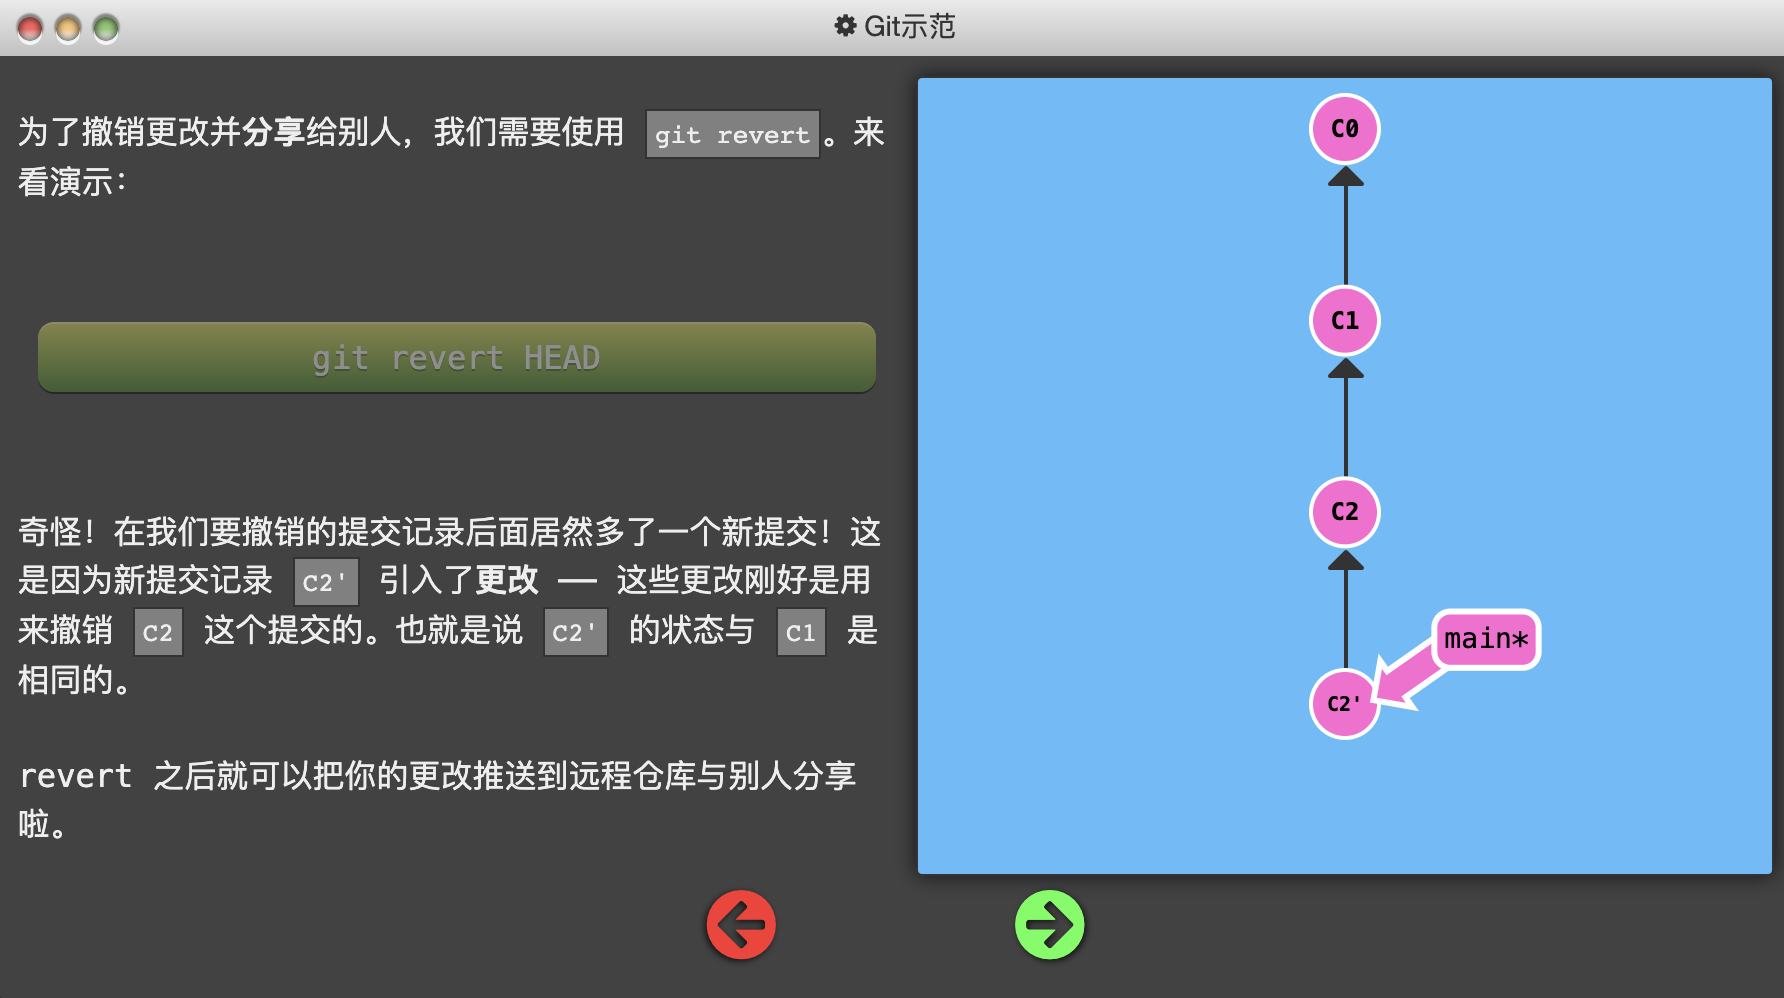 Git示范
为了撤销更改并分享给别人，我们需要使用 git revert。来
看演示：
git revert HEAD
奇怪！在我们要撤销的提交记录后面居然多了一个新提交！这
是因为新提交记录 C2' 引入了更改 —— 这些更改刚好是用
来撤销 C2 这个提交的。也就是说 C2' 的状态与 C1 是
相同的。
revert 之后就可以把你的更改推送到远程仓库与别人分享
啦。
C0
C1
C2
main*
C2'